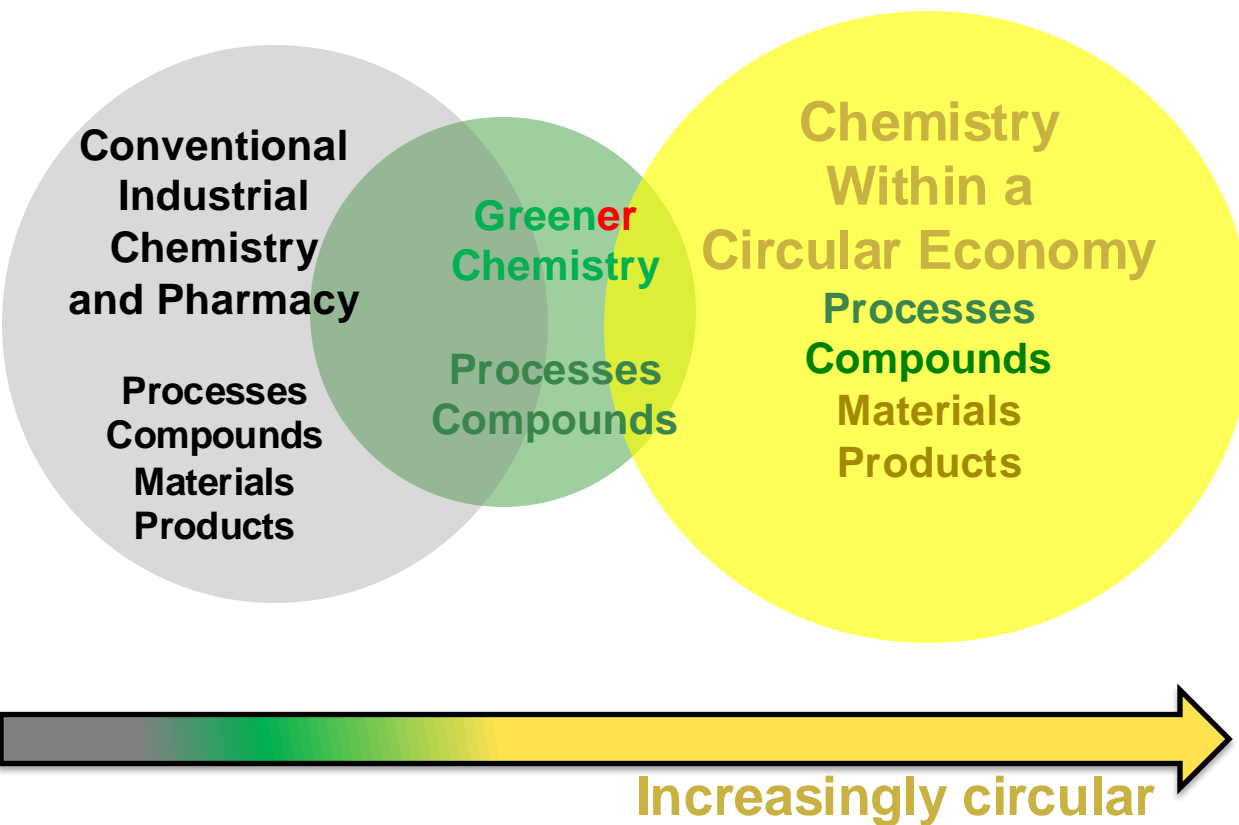 Conventional
Industrial
Chemistry
and Pharmacy
Processes
Compounds
Materials
Products
Greener
Chemistry
Processes
Compounds
Chemistry
Within a
Circular Economy
Processes
Compounds
Materials
Products
Increasingly circular